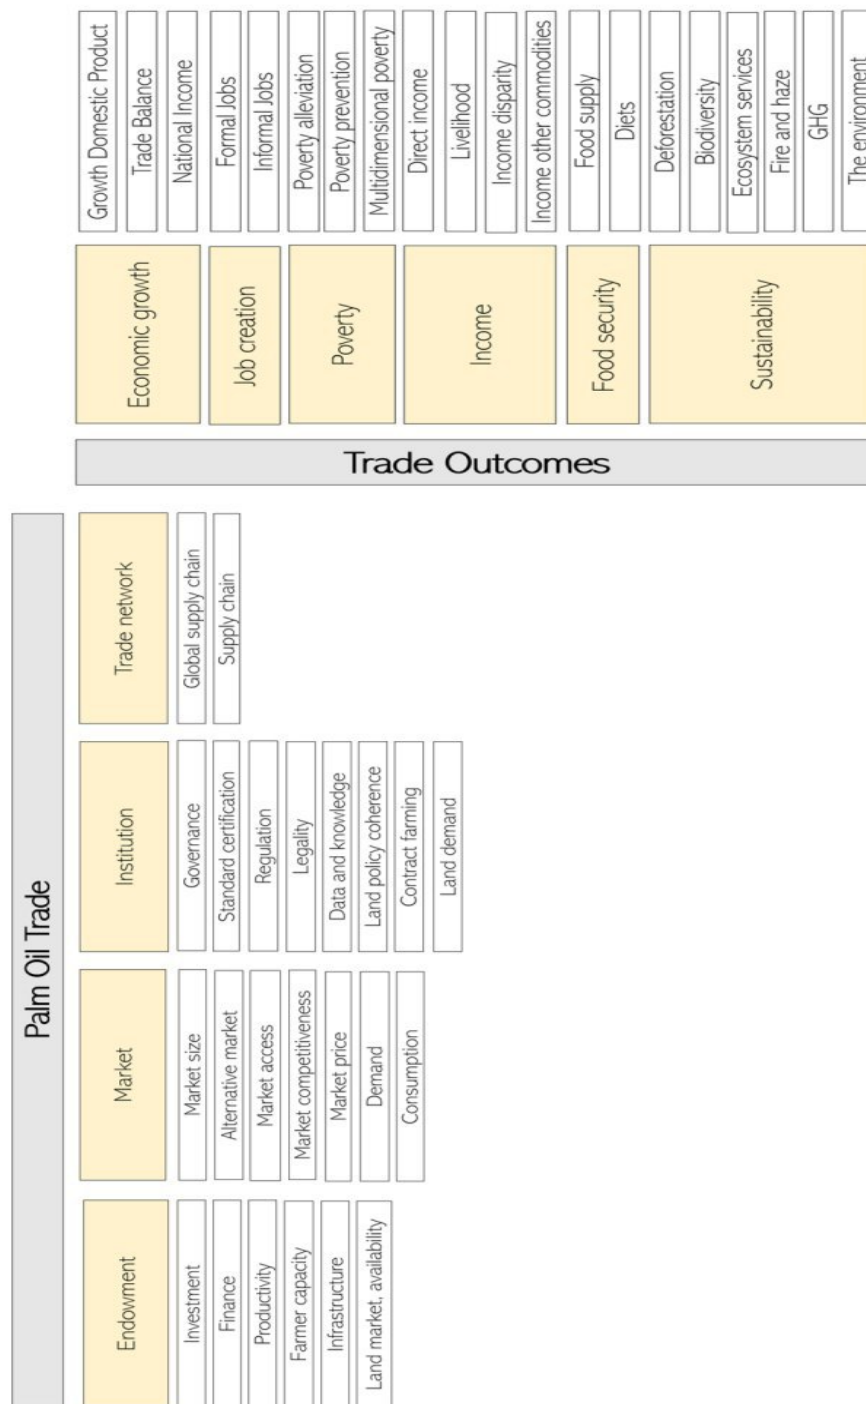 Palm Oil Trade
Endowment
Investment
Finance
Productivity
Farmer capacity
Infrastructure
Land market, availability
Market
Market size
Alternative market
Market access
Market competitiveness
Market price
Demand
Consumption
Institution
Governance
Standard certification
Regulation
Legality
Data and knowledge
Land policy coherence
Contract farming
Land demand
Trade network
Global supply chain
Supply chain
Trade Outcomes
Economic growth
Growth Domestic Product
Trade Balance
National Income
Job creation
Formal Jobs
Informal Jobs
Poverty
Poverty alleviation
Poverty prevention
Multidimensional poverty
Income
Direct income
Livelihood
Income disparity
Income other commodities
Food security
Food supply
Diets
Sustainability
Deforestation
Biodiversity
Ecosystem services
Fire and haze
GHG
The environment